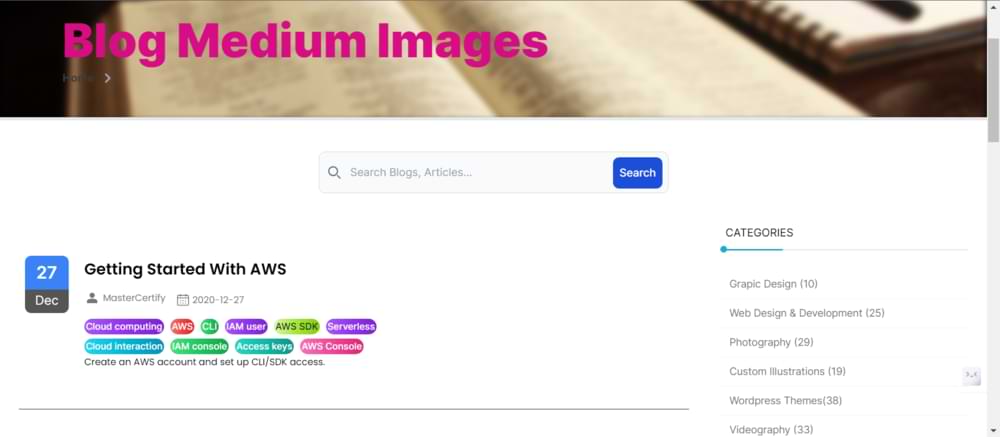 Blog Medium Images
Home
Search Blogs, Articles...
Search
27
Dec
Getting Started With AWS
MasterCertify
2020-12-27
Cloud computing AWS CLI IAM user AWS SDK Serverless
Cloud interaction IAM console Access keys AWS Console
Create an AWS account and set up CLI/SDK access.
CATEGORIES
Grapic Design (10)
Web Design & Development (25)
Photography (29)
Custom Illustrations (19)
Wordpress Themes(38)
Videography (33)